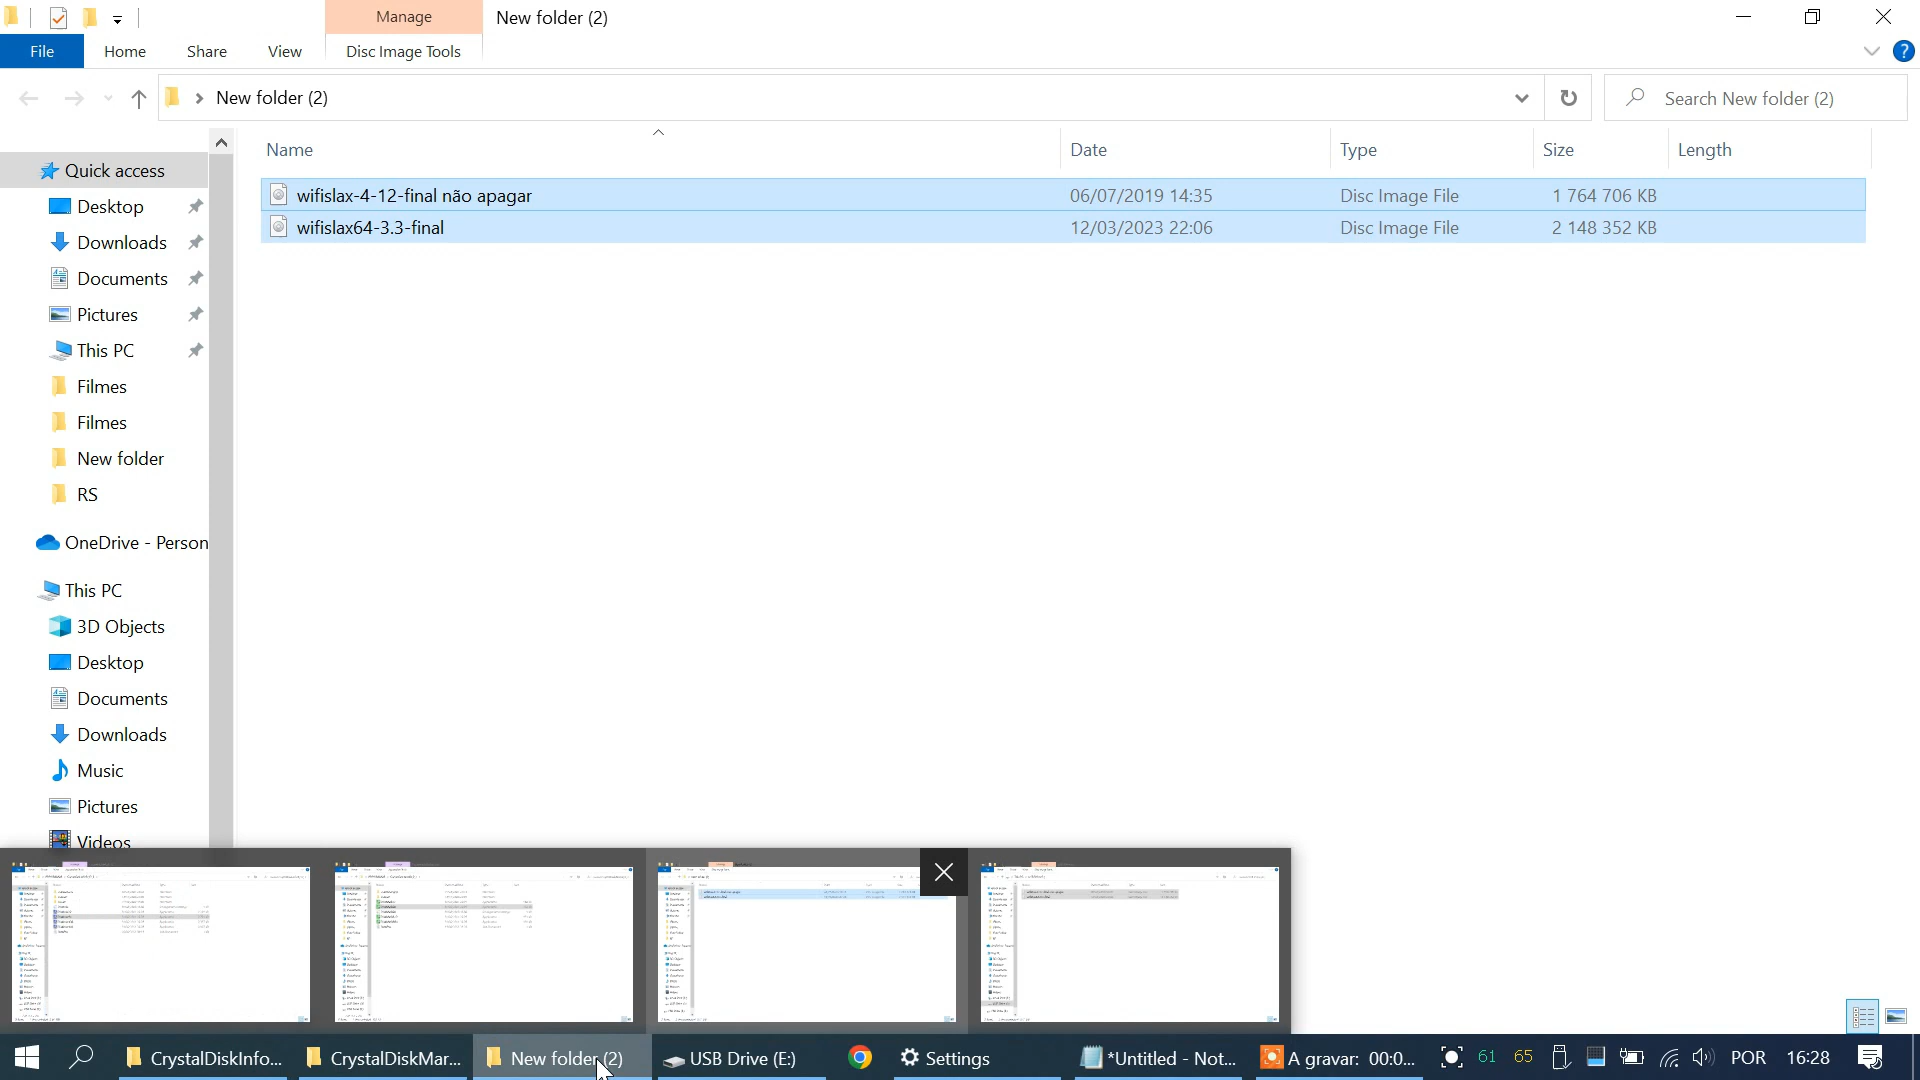 Manage
New folder (2)
File
Home
Share
View
Disc Image Tools
?
New folder (2)
Search New folder (2)
Name
Date
Type
Size
Length
Quick access
wifislax-4-12-final não apagar
06/07/2019 14:35
Disc Image File
1 764 706 KB
wifislax64-3.3-final
12/03/2023 22:06
Disc Image File
2 148 352 KB
Desktop
Downloads
Documents
Pictures
This PC
Filmes
Filmes
New folder
RS
OneDrive - Person
This PC
3D Objects
Desktop
Documents
Downloads
Music
Pictures
Videos
CrystalDiskInfo...
CrystalDiskMar...
New folder (2)
USB Drive (E:)
Settings
*Untitled - Not...
A gravar: 00:0...
61
65
POR
16:28